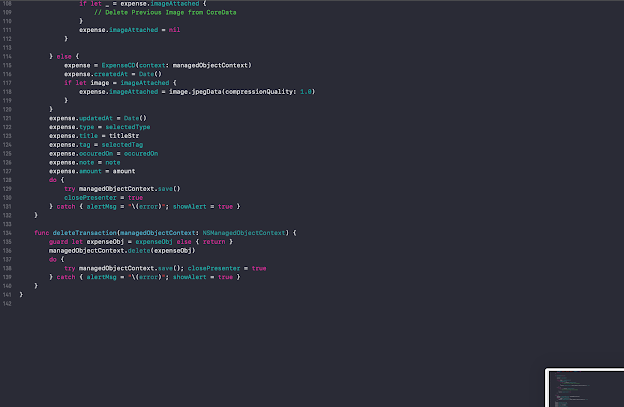 108 if let _ = expense.imageAttached {
109 // Delete Previous Image from CoreData
110 }
111 expense.imageAttached = nil
112 }
113
114 } else {
115 expense = ExpenseCD(context: managedObjectContext)
116 expense.createdAt = Date()
117 if let image = imageAttached {
118 expense.imageAttached = image.jpegData(compressionQuality: 1.0)
119 }
120 }
121 expense.updatedAt = Date()
122 expense.type = selectedType
123 expense.title = titleStr
124 expense.tag = selectedTag
125 expense.occuredOn = occuredOn
126 expense.note = note
127 expense.amount = amount
128 do {
129 try managedObjectContext.save()
130 closePresenter = true
131 } catch { alertMsg = "\(error)"; showAlert = true }
132 }
133
134 func deleteTransaction(managedObjectContext: NSManagedObjectContext) {
135 guard let expenseObj = expenseObj else { return }
136 managedObjectContext.delete(expenseObj)
137 do {
138 try managedObjectContext.save(); closePresenter = true
139 } catch { alertMsg = "\(error)"; showAlert = true }
140 }
141 }
142